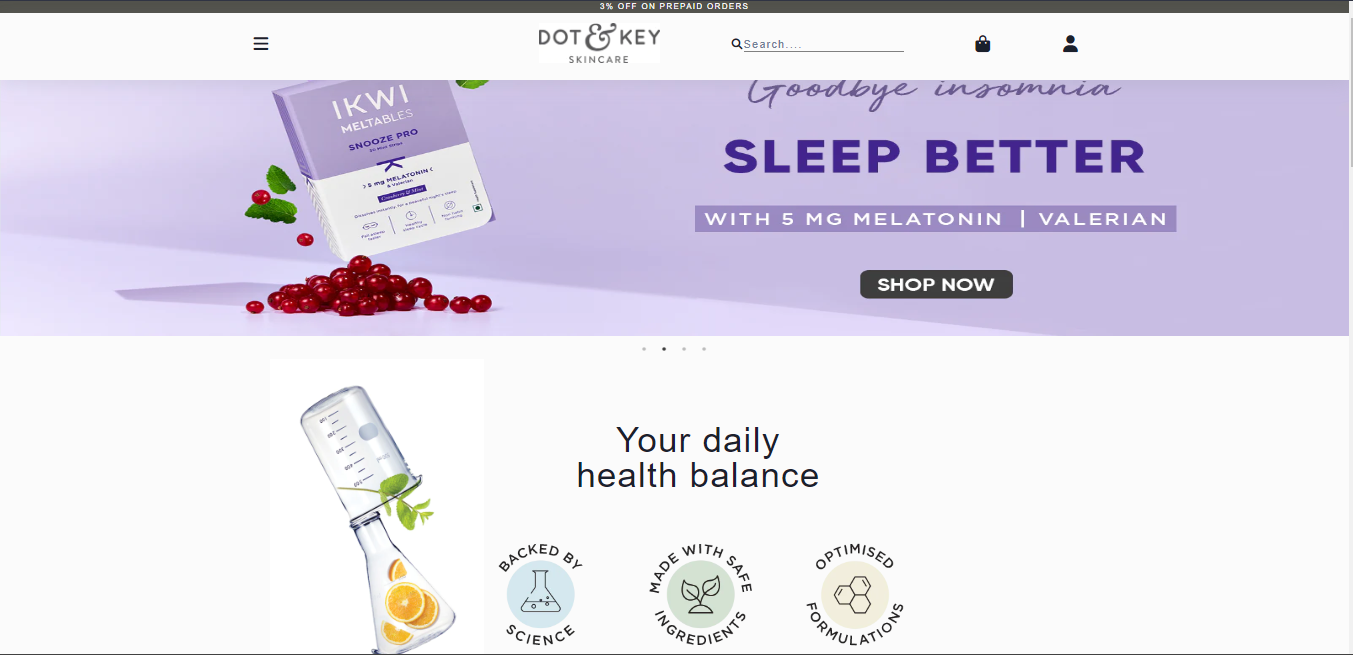 3% OFF ON PREPAID ORDERS
DOT & KEY
SKINCARE
Search....
IKWI
MELTABLES
SNOOZE PRO
5 mg MELATONIN
& Valerian
Cranberry & Mint
Goodbye insomnia
SLEEP BETTER
WITH 5 MG MELATONIN | VALERIAN
SHOP NOW
Your daily
health balance
BACKED BY
SCIENCE
MADE WITH SAFE
INGREDIENTS
OPTIMISED
FORMULATIONS